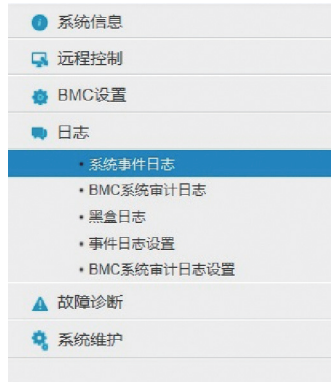 系统信息
远程控制
BMC设置
日志
• 系统事件日志
• BMC系统审计日志
• 黑盒日志
• 事件日志设置
• BMC系统审计日志设置
故障诊断
系统维护